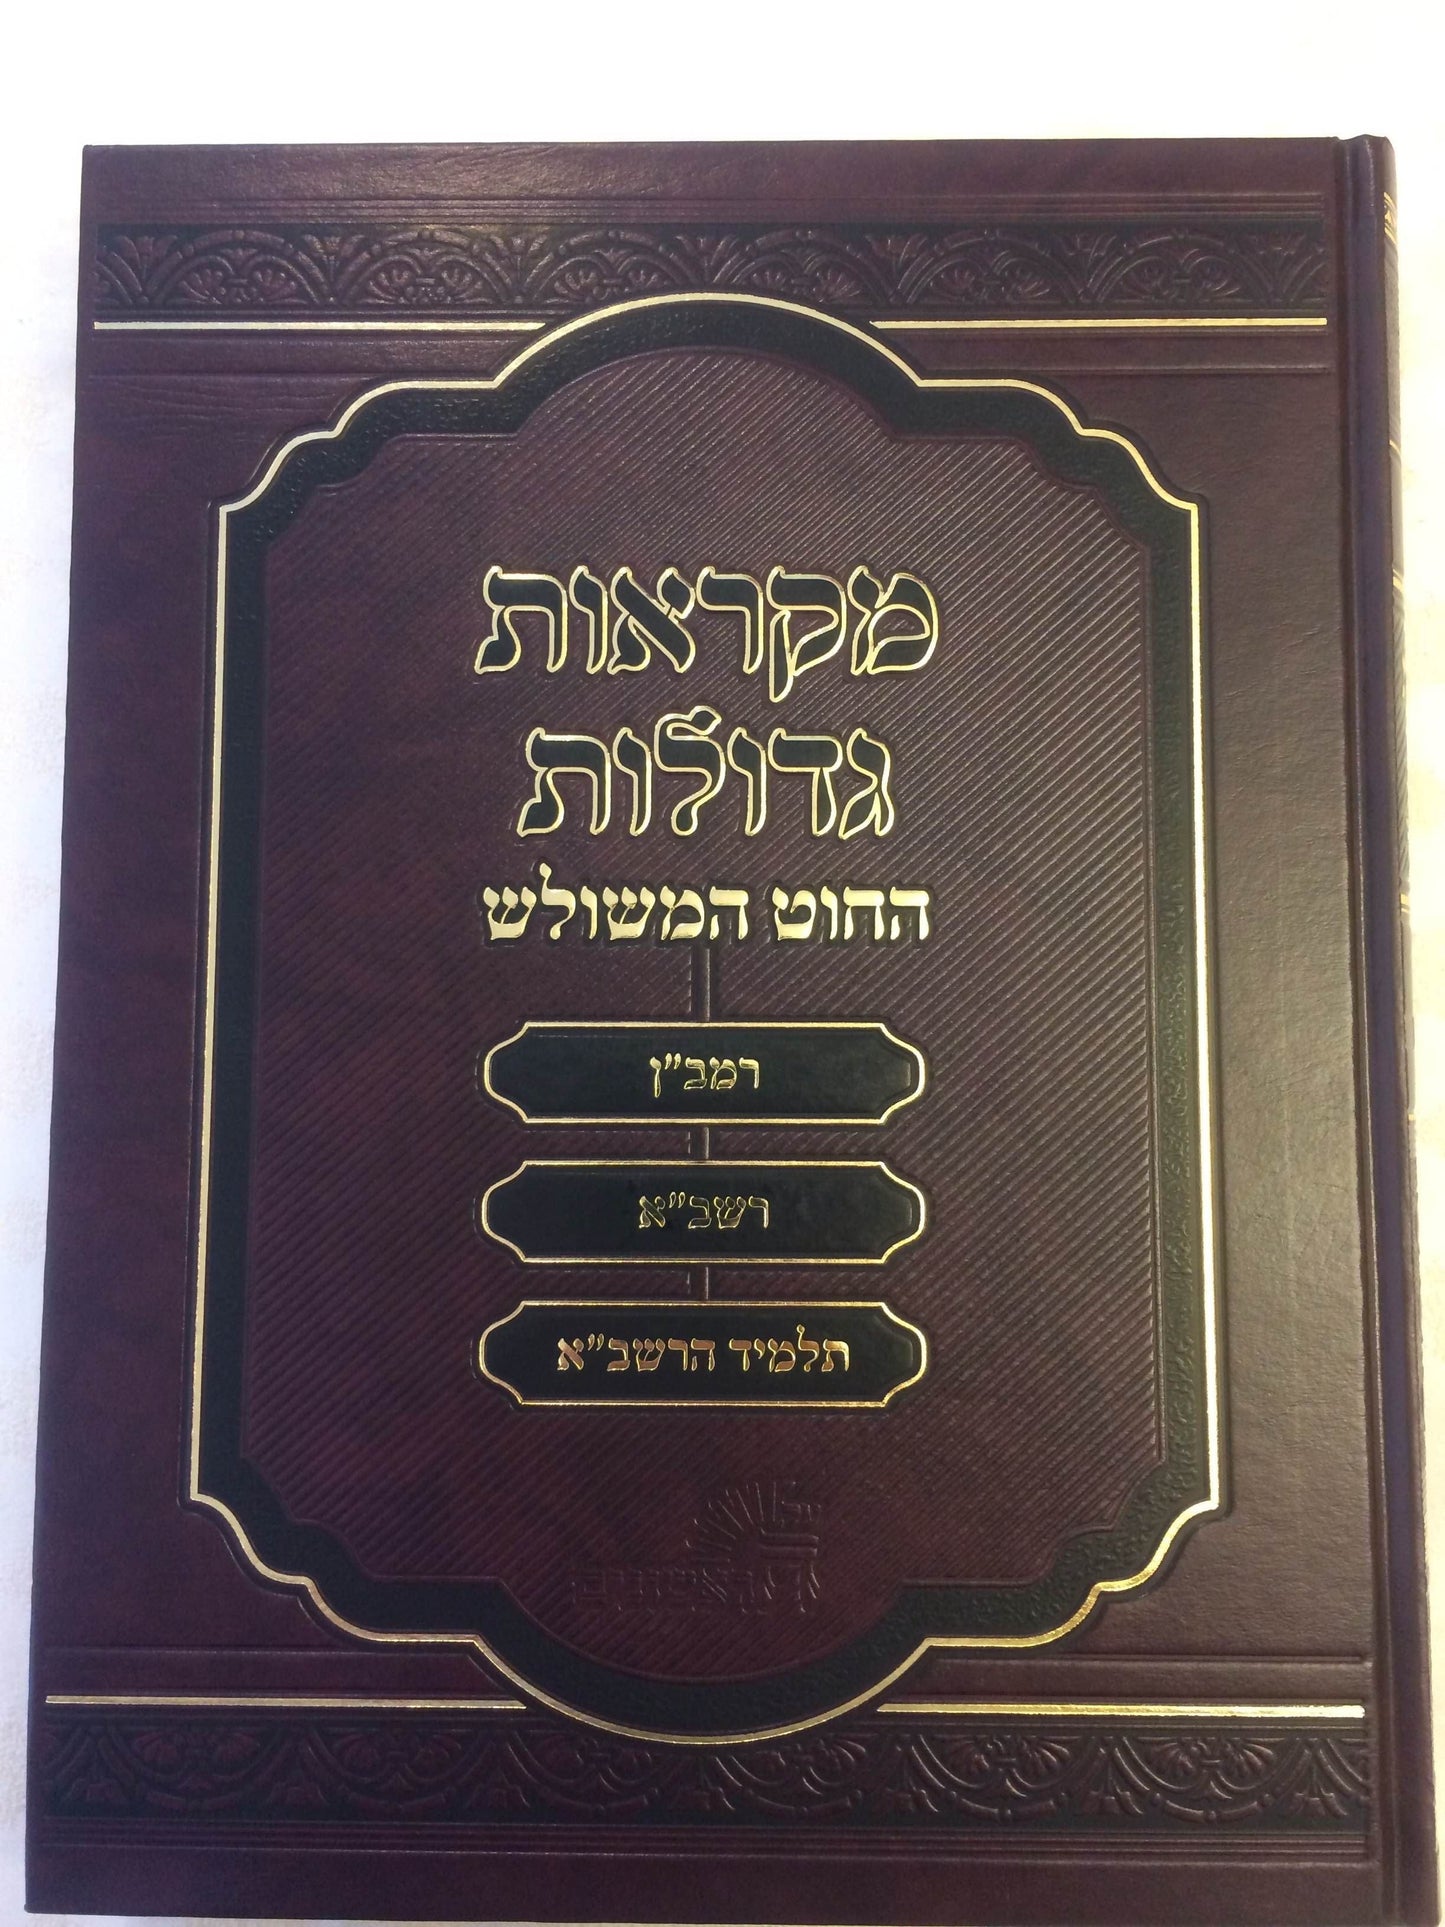 מקראות
גדולות
החוט המשולש
רמב"ן
רשב"א
תלמיד הרשב"א